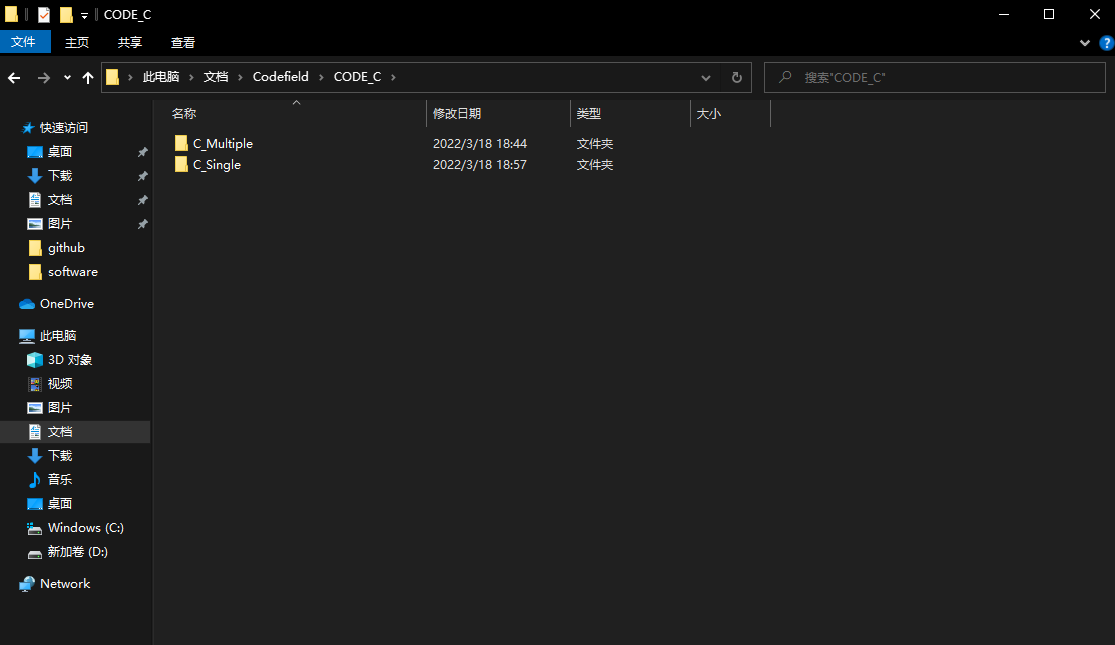 CODE_C
文件 主页 共享 查看
此电脑 文档 Codefield CODE_C 搜索"CODE_C"
名称 修改日期 类型 大小
C_Multiple 2022/3/18 18:44 文件夹
C_Single 2022/3/18 18:57 文件夹
快速访问
桌面
下载
文档
图片
github
software
OneDrive
此电脑
3D 对象
视频
图片
文档
下载
音乐
桌面
Windows (C:)
新加卷 (D:)
Network